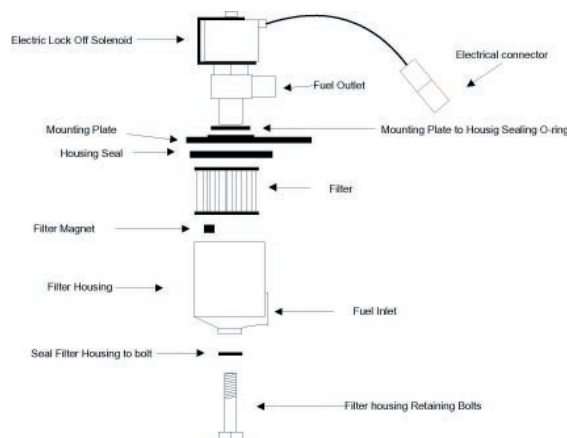 Electric Lock Off Solenoid
Electrical connector
Fuel Outlet
Mounting Plate
Mounting Plate to Housig Sealing O-ring
Housing Seal
Filter
Filter Magnet
Filter Housing
Fuel Inlet
Seal Filter Housing to bolt
Filter housing Retaining Bolts